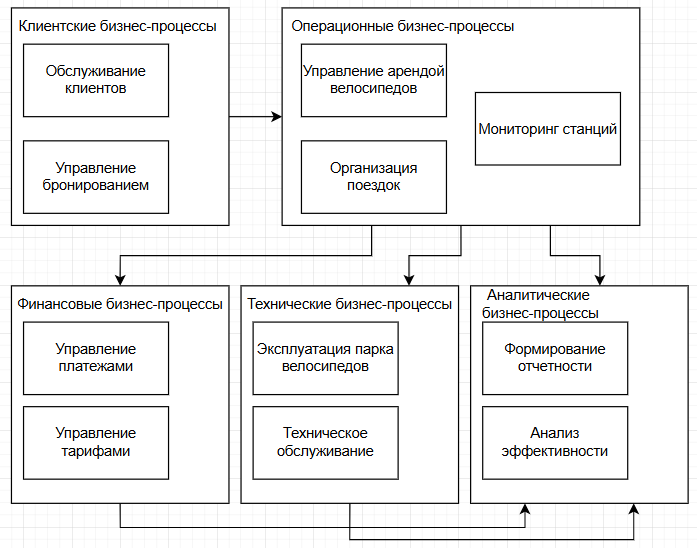 Клиентские бизнес-процессы
Обслуживание
клиентов
Управление
бронированием
Операционные бизнес-процессы
Управление арендой
велосипедов
Организация
поездок
Мониторинг станций
Финансовые бизнес-процессы
Управление
платежами
Управление
тарифами
Технические бизнес-процессы
Эксплуатация парка
велосипедов
Техническое
обслуживание
Аналитические
бизнес-процессы
Формирование
отчетности
Анализ
эффективности